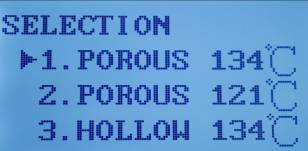 SELECTION
▶1.POROUS 134℃
2.POROUS 121℃
3.HOLLOW 134℃